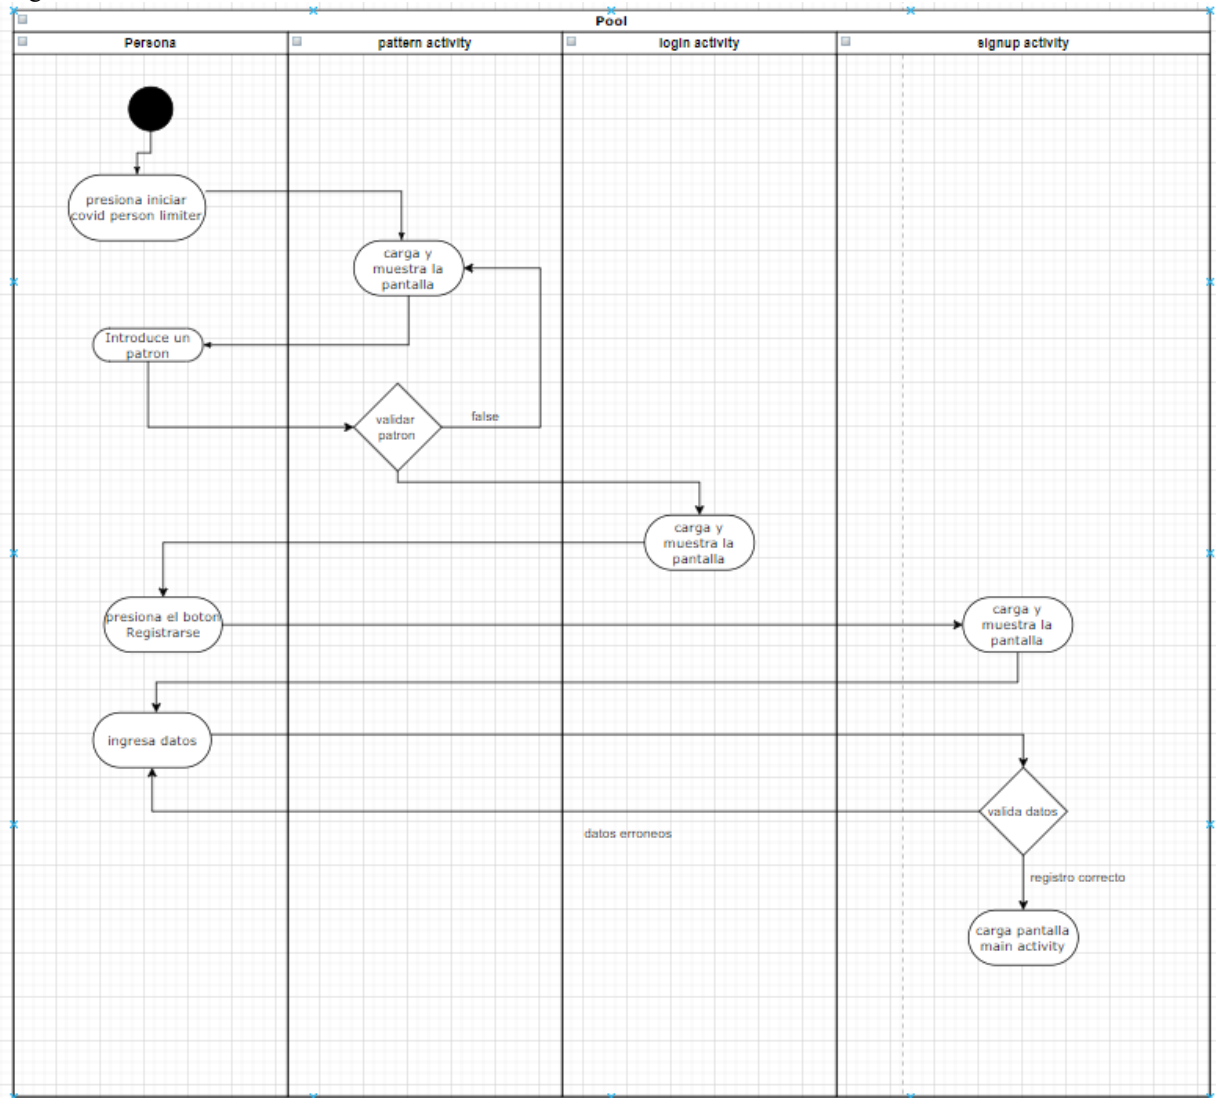 Pool
Persona
pattern activity
login activity
signup activity
presiona iniciar
covid person limiter
carga y
muestra la
pantalla
Introduce un
patron
validar
patron
false
carga y
muestra la
pantalla
presiona el boton
Registrarse
carga y
muestra la
pantalla
ingresa datos
valida datos
datos erroneos
registro correcto
carga pantalla
main activity